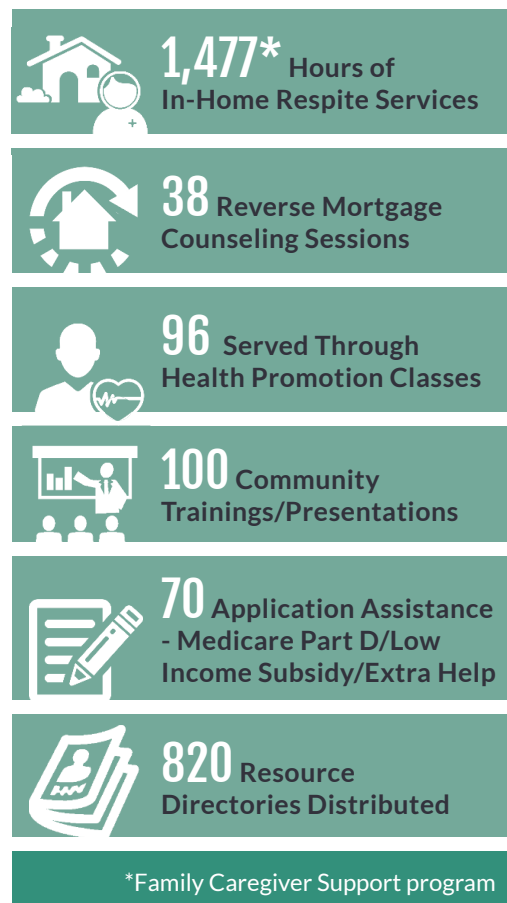 1,477* Hours of
In-Home Respite Services
38 Reverse Mortgage
Counseling Sessions
96 Served Through
Health Promotion Classes
100 Community
Trainings/Presentations
70 Application Assistance
- Medicare Part D/Low
Income Subsidy/Extra Help
820 Resource
Directories Distributed
*Family Caregiver Support program